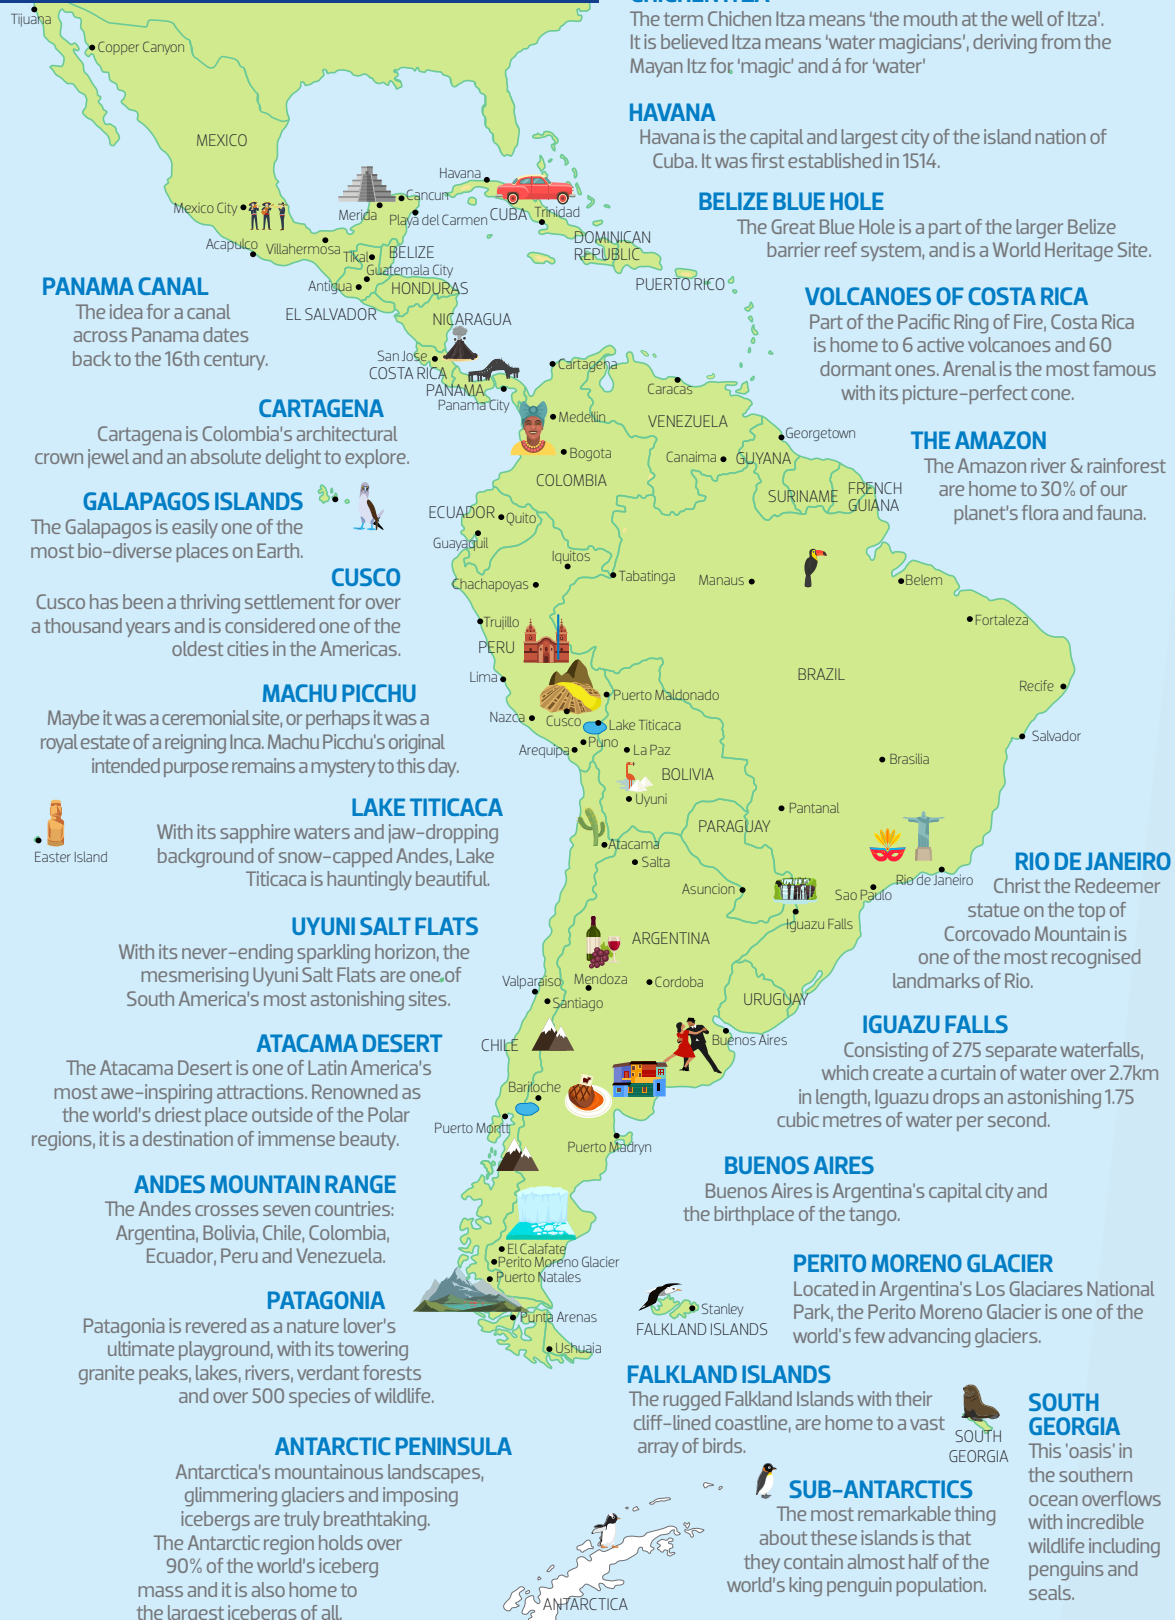 CHICHEN ITZA
The term Chichen Itza means ‘the mouth at the well of Itza’.
It is believed Itza means ‘water magicians’, deriving from the
Mayan Itz for ‘magic’ and á for ‘water’
HAVANA
Havana is the capital and largest city of the island nation of
Cuba. It was first established in 1514.
BELIZE BLUE HOLE
The Great Blue Hole is a part of the larger Belize
barrier reef system, and is a World Heritage Site.
VOLCANOES OF COSTA RICA
Part of the Pacific Ring of Fire, Costa Rica
is home to 6 active volcanoes and 60
dormant ones. Arenal is the most famous
with its picture-perfect cone.
THE AMAZON
The Amazon river & rainforest
are home to 30% of our
planet's flora and fauna.
PANAMA CANAL
The idea for a canal
across Panama dates
back to the 16th century.
CARTAGENA
Cartagena is Colombia's architectural
crown jewel and an absolute delight to explore.
GALAPAGOS ISLANDS
The Galapagos is easily one of the
most bio-diverse places on Earth.
CUSCO
Cusco has been a thriving settlement for over
a thousand years and is considered one of the
oldest cities in the Americas.
MACHU PICCHU
Maybe it was a ceremonial site, or perhaps it was a
royal estate of a reigning Inca. Machu Picchu's original
intended purpose remains a mystery to this day.
LAKE TITICACA
With its sapphire waters and jaw-dropping
background of snow-capped Andes, Lake
Titicaca is hauntingly beautiful.
UYUNI SALT FLATS
With its never-ending sparkling horizon, the
mesmerising Uyuni Salt Flats are one of
South America's most astonishing sites.
ATACAMA DESERT
The Atacama Desert is one of Latin America's
most awe-inspiring attractions. Renowned as
the world's driest place outside of the Polar
regions, it is a destination of immense beauty.
ANDES MOUNTAIN RANGE
The Andes crosses seven countries:
Argentina, Bolivia, Chile, Colombia,
Ecuador, Peru and Venezuela.
PATAGONIA
Patagonia is revered as a nature lover's
ultimate playground, with its towering
granite peaks, lakes, rivers, verdant forests
and over 500 species of wildlife.
ANTARCTIC PENINSULA
Antarctica's mountainous landscapes,
glimmering glaciers and imposing
icebergs are truly breathtaking.
The Antarctic region holds over
90% of the world's iceberg
mass and it is also home to
the largest icebergs of all.
RIO DE JANEIRO
Christ the Redeemer
statue on the top of
Corcovado Mountain is
one of the most recognised
landmarks of Rio.
IGUAZU FALLS
Consisting of 275 separate waterfalls,
which create a curtain of water over 2.7km
in length, Iguazu drops an astonishing 1.75
cubic metres of water per second.
BUENOS AIRES
Buenos Aires is Argentina's capital city and
the birthplace of the tango.
PERITO MORENO GLACIER
Located in Argentina's Los Glaciares National
Park, the Perito Moreno Glacier is one of the
world's few advancing glaciers.
FALKLAND ISLANDS
The rugged Falkland Islands with their
cliff-lined coastline, are home to a vast
array of birds.
SOUTH
GEORGIA
This 'oasis' in
the southern
ocean overflows
with incredible
wildlife including
penguins and
seals.
SUB-ANTARCTICS
The most remarkable thing
about these islands is that
they contain almost half of the
world's king penguin population.
Tijuana
Copper Canyon
MEXICO
Havana
Cancun
Mexico City
Merida
Playa del Carmen
CUBA
Trinidad
Acapulco
Villahermosa
Tikal
BELIZE
DOMINICAN
REPUBLIC
Guatemala City
Antigua
HONDURAS
PUERTO RICO
EL SALVADOR
NICARAGUA
San Jose
COSTA RICA
PANAMA
Panama City
Cartagena
Caracas
Medellin
VENEZUELA
Georgetown
Bogota
Canaima
GUYANA
COLOMBIA
SURINAME
FRENCH
GUIANA
ECUADOR
Quito
Guayaquil
Iquitos
Tabatinga
Manaus
Belem
Chachapoyas
Fortaleza
Trujillo
PERU
BRAZIL
Lima
Puerto Maldonado
Recife
Nazca
Cusco
Lake Titicaca
Salvador
Puno
Arequipa
La Paz
Brasilia
BOLIVIA
Uyuni
Pantanal
PARAGUAY
Easter Island
Atacama
Salta
Asuncion
Sao Paulo
Rio de Janeiro
Iguazu Falls
ARGENTINA
Valparaiso
Mendoza
Cordoba
Santiago
URUGUAY
CHILE
Buenos Aires
Bariloche
Puerto Montt
Puerto Madryn
El Calafate
Perito Moreno Glacier
Puerto Natales
Stanley
FALKLAND ISLANDS
Punta Arenas
Ushuaia
SOUTH
GEORGIA
ANTARCTICA